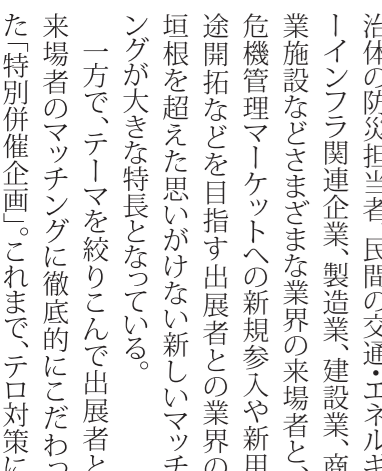 治体の防災担当者、民間の交通・エネルギ
ーインフラ関連企業、製造業、建設業、商
業施設などさまざまな業界の来場者と、
危機管理マーケットへの新規参入や新用
途開拓などを目指す出展者との業界の
垣根を超えた思いがけない新しいマッチ
ングが大きな特長となっている。
一方で、テーマを絞りこんで出展者と
来場者のマッチングに徹底的にこだわっ
た「特別併催企画」。これまで、テロ対策に